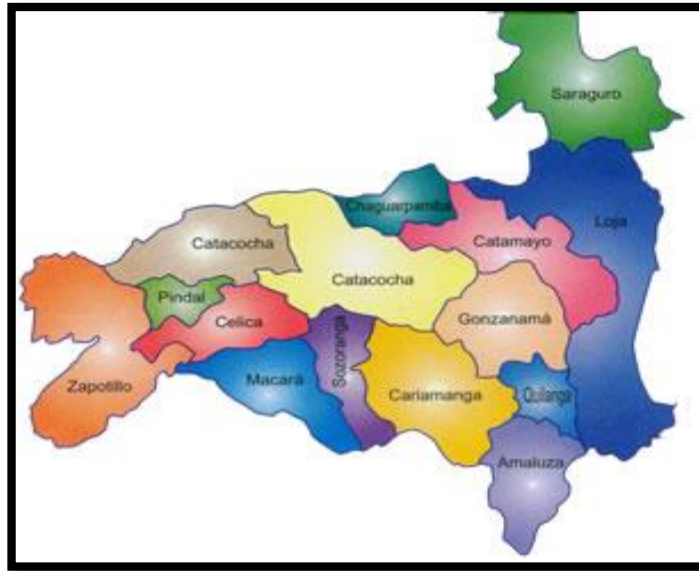 Saraguro
Chaguarpamba
Loja
Catacocha
Catamayo
Catacocha
Pindal
Celica
Gonzanamá
Sozoranga
Zapotillo
Macará
Cariamanga
Quilanga
Amaluza